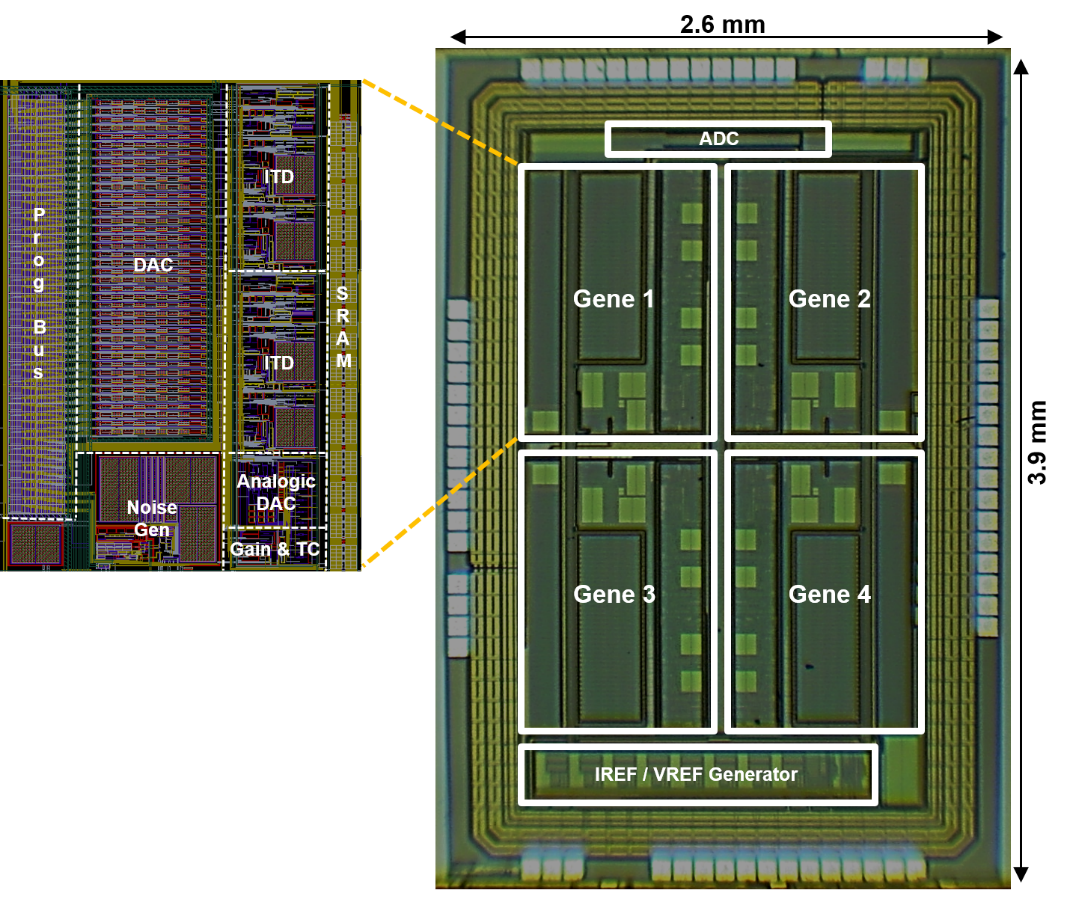 2.6 mm
3.9 mm
ADC
Gene 1
Gene 2
Gene 3
Gene 4
IREF / VREF Generator
Prog Bus
DAC
ITD
ITD
SRAM
Analogic
DAC
Noise
Gen
Gain & TC